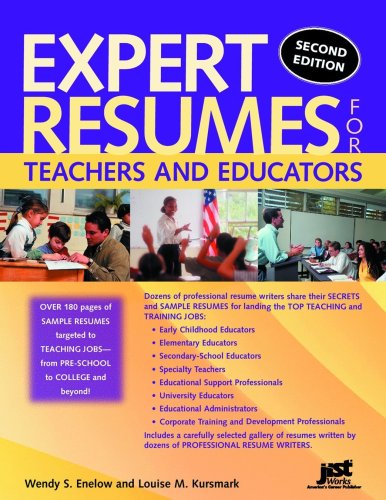 EXPERT
SECOND
EDITION
RESUMES FOR
TEACHERS AND EDUCATORS
OVER 180 pages of
SAMPLE RESUMES
targeted to
TEACHING JOBS—
from PRE-SCHOOL
to COLLEGE and
beyond!
Dozens of professional resume writers share their SECRETS
and SAMPLE RESUMES for landing the TOP TEACHING and
TRAINING JOBS:
• Early Childhood Educators
• Elementary Educators
• Secondary-School Educators
• Specialty Teachers
• Educational Support Professionals
• University Educators
• Educational Administrators
• Corporate Training and Development Professionals
Includes a carefully selected gallery of resumes written by
dozens of PROFESSIONAL RESUME WRITERS.
Wendy S. Enelow and Louise M. Kursmark
jist
Works
America's Career Publisher